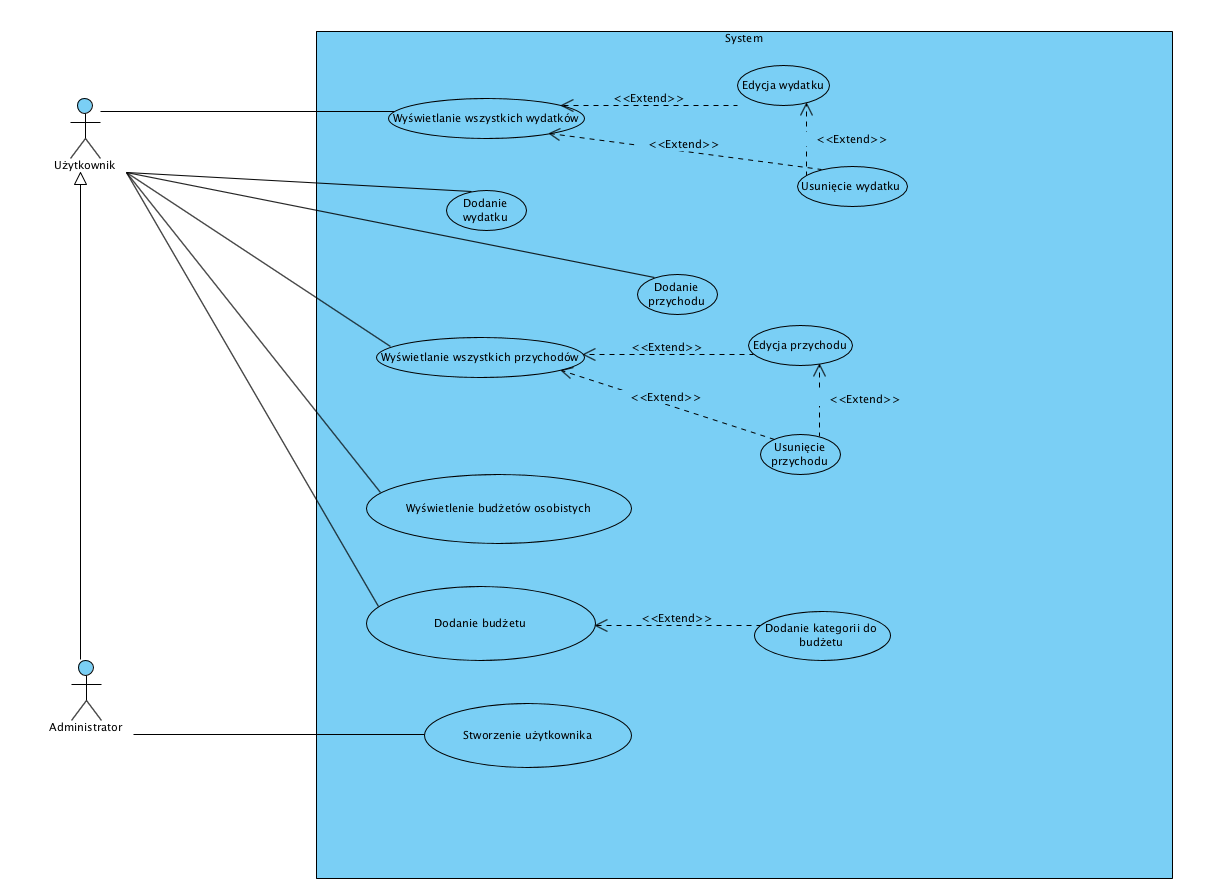 System
Edycja wydatku
<<Extend>>
Wyświetlanie wszystkich wydatków
<<Extend>>
<<Extend>>
Użytkownik
Usunięcie wydatku
Dodanie
wydatku
Dodanie
przychodu
Edycja przychodu
<<Extend>>
Wyświetlanie wszystkich przychodów
<<Extend>>
<<Extend>>
Usunięcie
przychodu
Wyświetlenie budżetów osobistych
<<Extend>>
Dodanie budżetu
Dodanie kategorii do
budżetu
Administrator
Stworzenie użytkownika